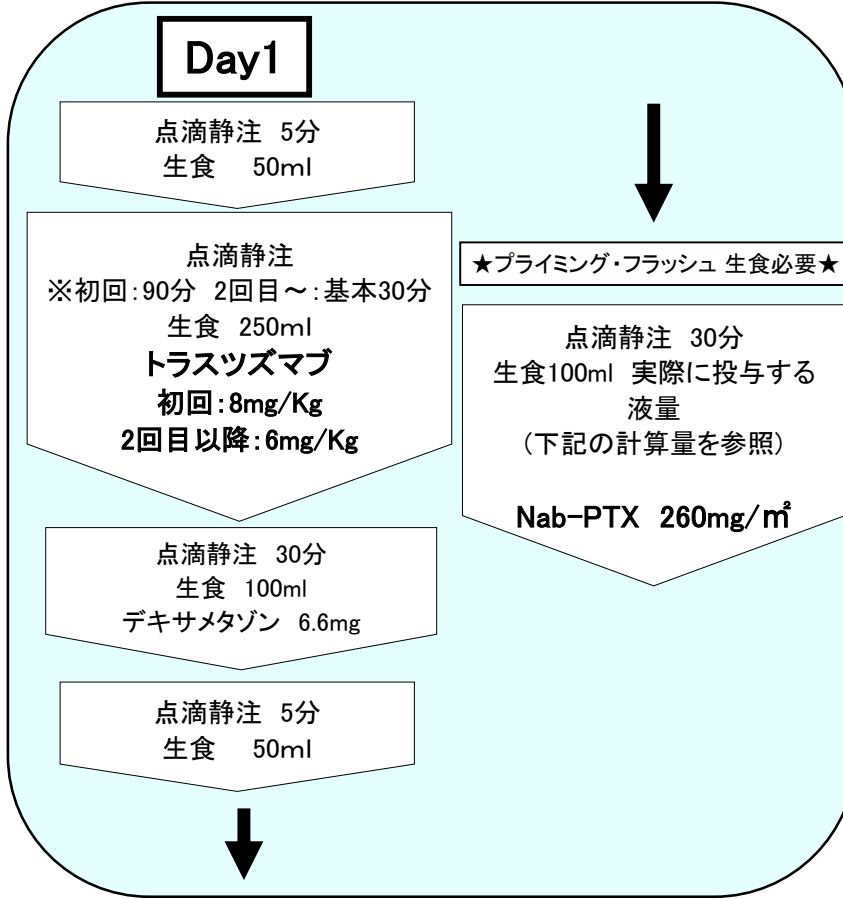 Day1
点滴静注 5分
生食 50ml
点滴静注
※初回:90分 2回目~:基本30分
生食 250ml
トラスツズマブ
初回:8mg/Kg
2回目以降:6mg/Kg
点滴静注 30分
生食 100ml
デキサメタゾン 6.6mg
点滴静注 5分
生食 50ml
★プライミング・フラッシュ 生食必要★
点滴静注 30分
生食100ml 実際に投与する
液量
(下記の計算量を参照)
Nab-PTX 260mg/㎡